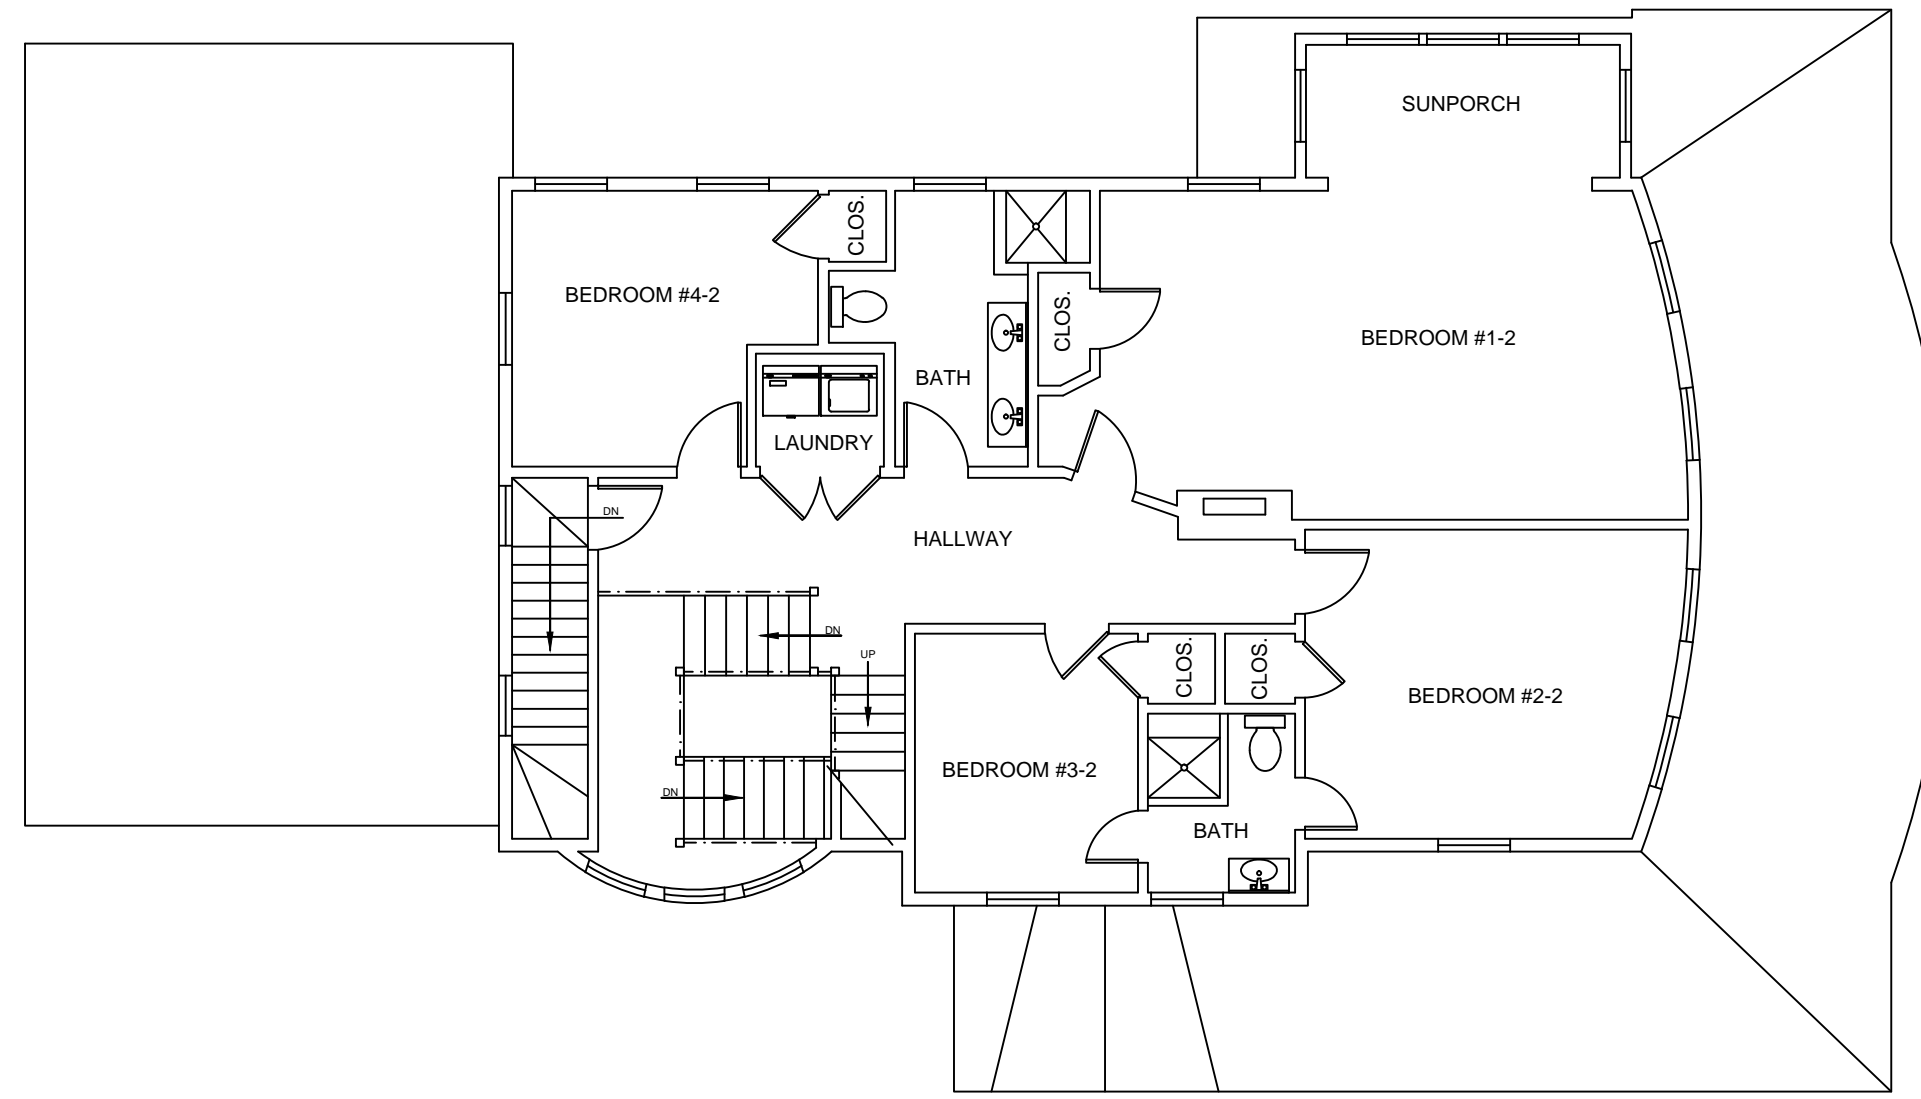 SUNPORCH
CLOS.
BEDROOM #4-2
CLOS.
BEDROOM #1-2
BATH
LAUNDRY
DN
HALLWAY
DN
UP
CLOS.
CLOS.
BEDROOM #2-2
BEDROOM #3-2
DN
BATH